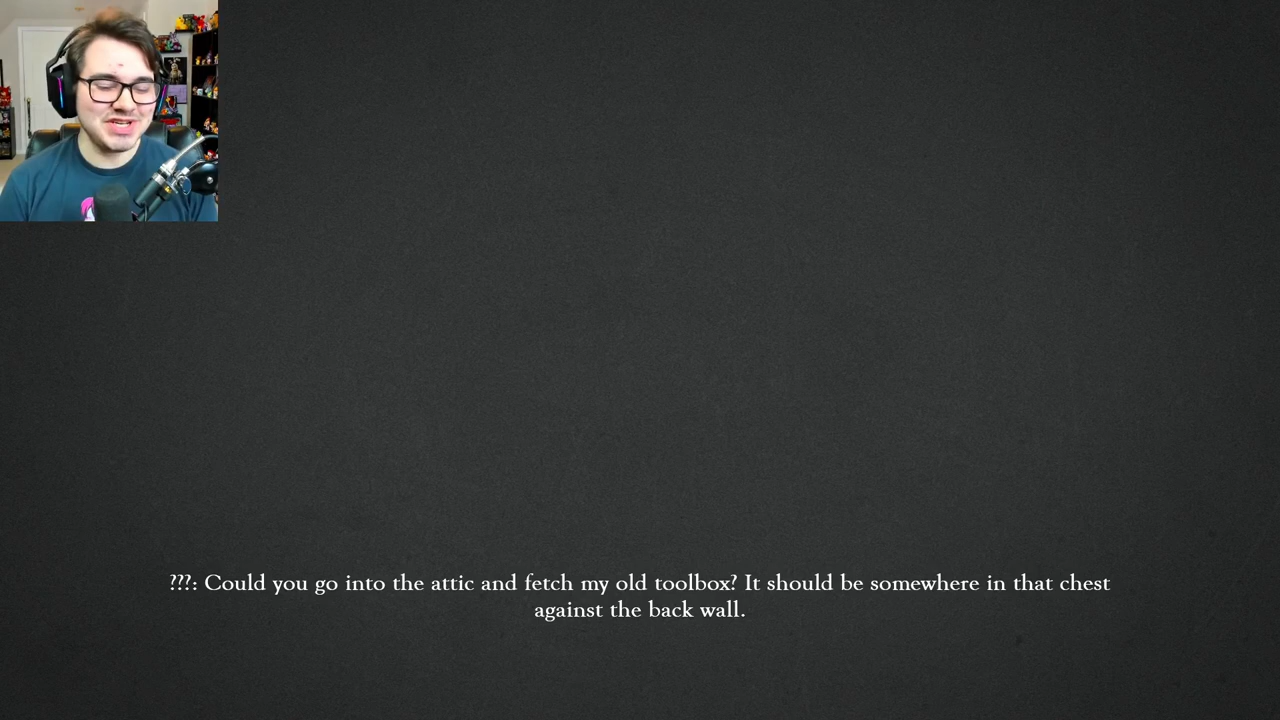 ???: Could you go into the attic and fetch my old toolbox? It should be somewhere in that chest
against the back wall.